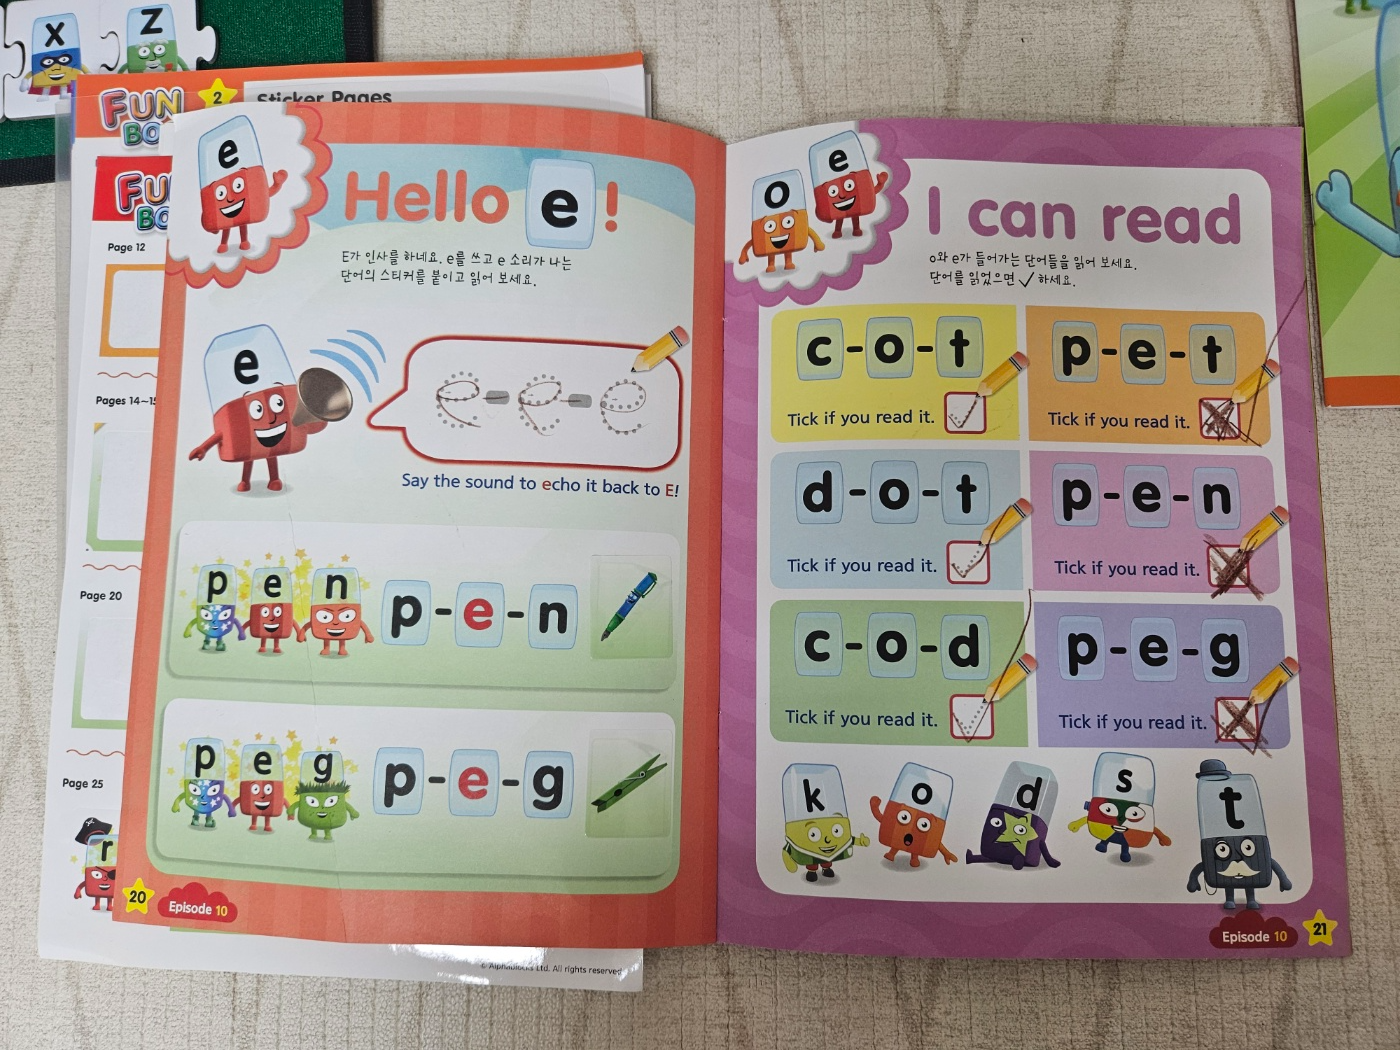 x
z
FUN
BO
2
Sticker Pages
FU
BO
Page 12
Pages 14~15
Page 20
Page 25
r
e
Hello e!
E가 인사를 하네요. e를 쓰고 e 소리가 나는
단어의 스티커를 붙이고 읽어 보세요.
e
e-e-e
Say the sound to echo it back to E!
p e n
p-e-n
p e g
p-e-g
20
Episode 10
© Alphablocks Ltd. All rights reserved
o
e
I can read
o와 e가 들어가는 단어들을 읽어 보세요.
단어를 읽었으면 ✓ 하세요.
c-o-t
Tick if you read it.
p-e-t
Tick if you read it.
d-o-t
Tick if you read it.
p-e-n
Tick if you read it.
c-o-d
Tick if you read it.
p-e-g
Tick if you read it.
k
o
d
s
t
Episode 10
21